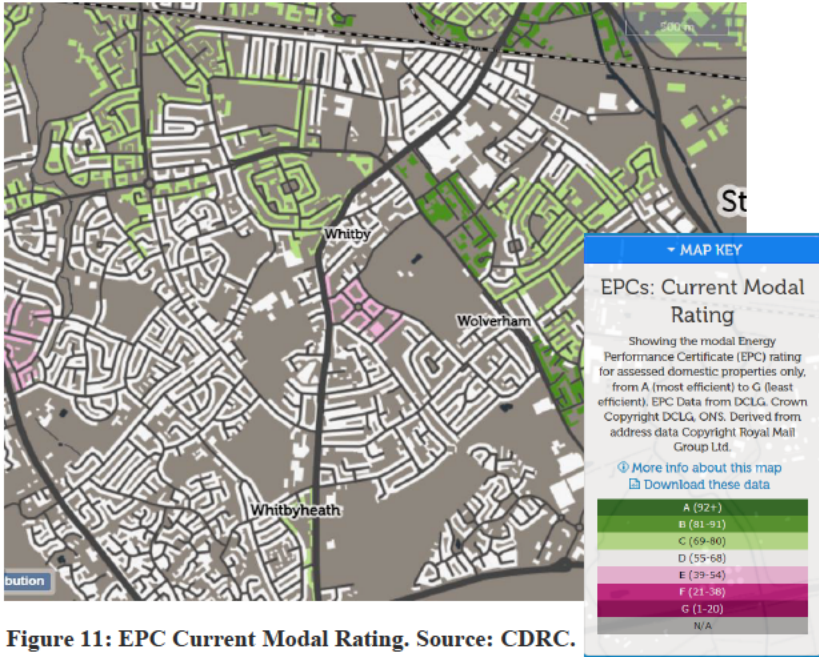 500 m
St
Whitby
Wolverham
Whitbyheath
bution
MAP KEY
EPCs: Current Modal
Rating
Showing the modal Energy
Performance Certificate (EPC) rating
for assessed domestic properties only,
from A (most efficient) to G (least
efficient). EPC Data from DCLG, Crown
Copyright DCLG, ONS. Derived from
address data Copyright Royal Mail
Group Ltd.
More info about this map
Download these data
A (92+)
B (81-91)
C (69-80)
D (55-68)
E (39-54)
F (21-38)
G (1-20)
N/A
Figure 11: EPC Current Modal Rating. Source: CDRC.